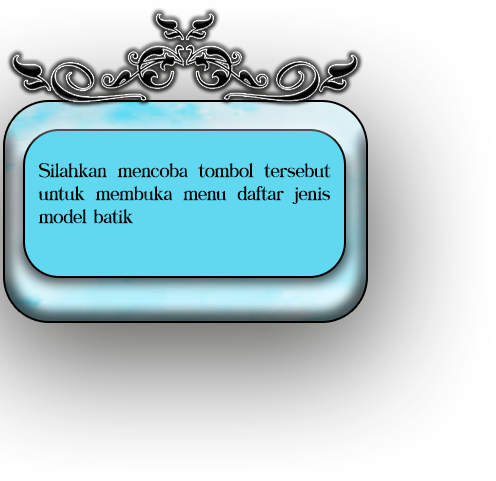 Silahkan mencoba tombol tersebut
untuk membuka menu daftar jenis
model batik